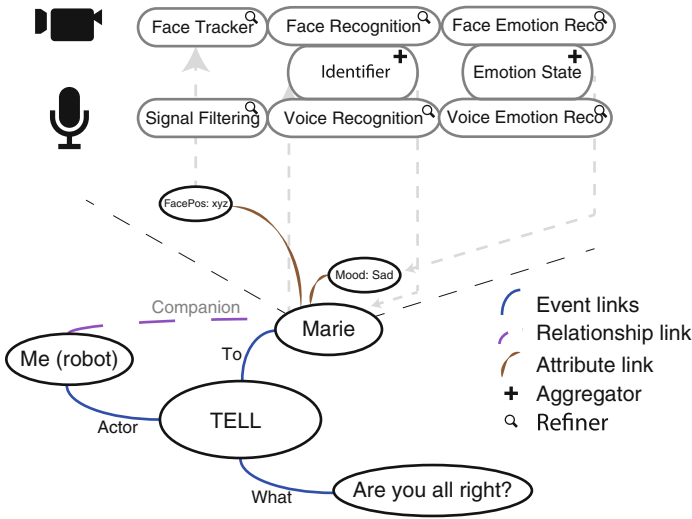 Face Tracker
Face Recognition
Face Emotion Reco
Identifier
Emotion State
Signal Filtering
Voice Recognition
Voice Emotion Reco
FacePos: xyz
Mood: Sad
Companion
Marie
Event links
Relationship link
Me (robot)
To
Attribute link
Aggregator
TELL
Refiner
Actor
What
Are you all right?